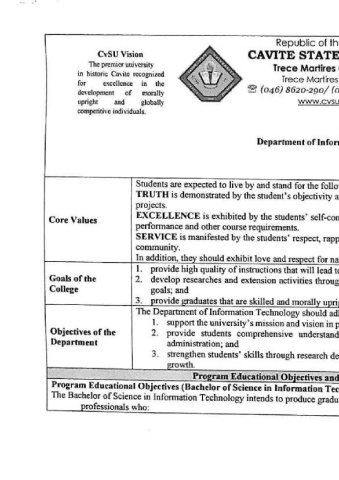 CvSU Vision
The premier university
in historic Cavite recognized
for excellence in the
development of morally
upright and globally
competitive individuals.
Republic of th
CAVITE STATE
Trece Martires
Trece Martires
(046) 8620-290/ (
www.cvsu
Department of Infor
Core Values
Students are expected to live by and stand for the follo
TRUTH is demonstrated by the student's objectivity a
projects.
EXCELLENCE is exhibited by the students' self-con
performance and other course requirements.
SERVICE is manifested by the students' respect, rapp
community.
In addition, they should exhibit love and respect for na
Goals of the
College
1. provide high quality of instructions that will lead t
2. develop researches and extension activities throug
goals; and
3. provide graduates that are skilled and morally upri
Objectives of the
Department
The Department of Information Technology should ad
1. support the university's mission and vision in p
2. provide students comprehensive understand
administration; and
3. strengthen students' skills through research de
growth.
Program Educational Objectives and
Program Educational Objectives (Bachelor of Science in Information Tec
The Bachelor of Science in Information Technology intends to produce gradu
professionals who: